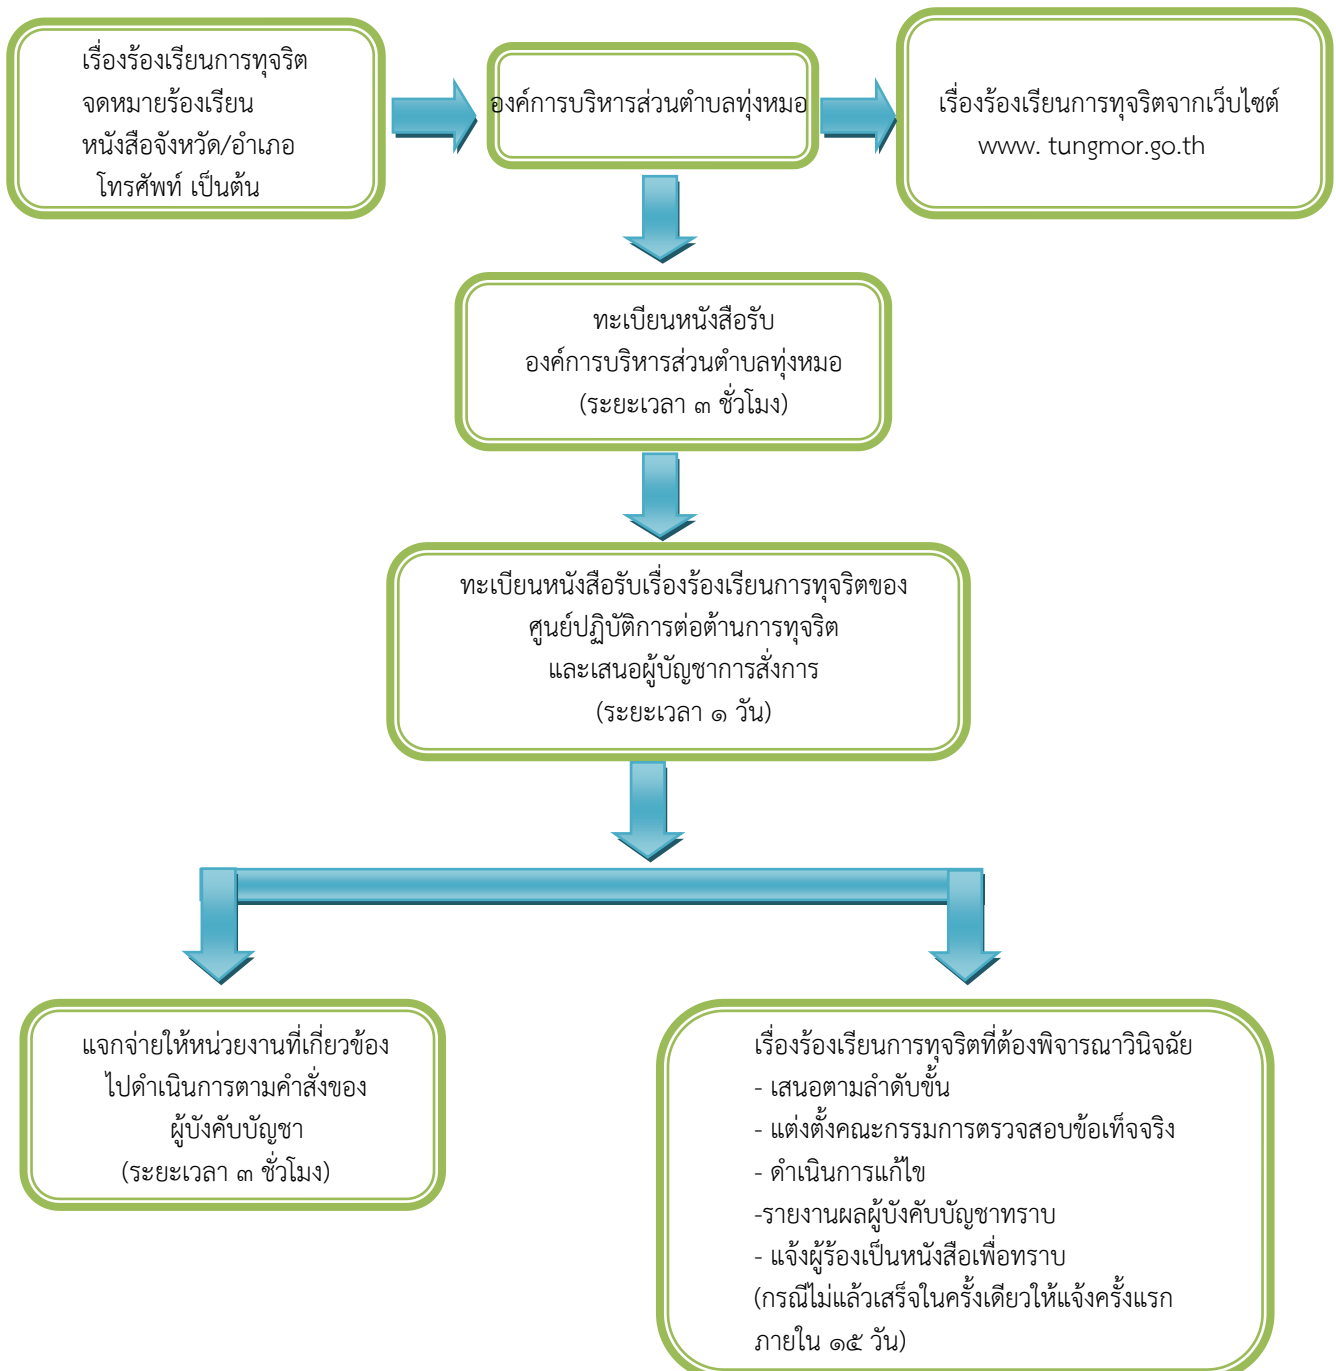 เรื่องร้องเรียนการทุจริต
จดหมายร้องเรียน
หนังสือจังหวัด/อำเภอ
โทรศัพท์ เป็นต้น
องค์การบริหารส่วนตำบลทุ่งหมอ
เรื่องร้องเรียนการทุจริตจากเว็บไซต์
www. tungmor.go.th
ทะเบียนหนังสือรับ
องค์การบริหารส่วนตำบลทุ่งหมอ
(ระยะเวลา ๓ ชั่วโมง)
ทะเบียนหนังสือรับเรื่องร้องเรียนการทุจริตของ
ศูนย์ปฏิบัติการต่อต้านการทุจริต
และเสนอผู้บัญชาการสั่งการ
(ระยะเวลา ๑ วัน)
แจกจ่ายให้หน่วยงานที่เกี่ยวข้อง
ไปดำเนินการตามคำสั่งของ
ผู้บังคับบัญชา
(ระยะเวลา ๓ ชั่วโมง)
เรื่องร้องเรียนการทุจริตที่ต้องพิจารณาวินิจฉัย
- เสนอตามลำดับขั้น
- แต่งตั้งคณะกรรมการตรวจสอบข้อเท็จจริง
- ดำเนินการแก้ไข
-รายงานผลผู้บังคับบัญชาทราบ
- แจ้งผู้ร้องเป็นหนังสือเพื่อทราบ
(กรณีไม่แล้วเสร็จในครั้งเดียวให้แจ้งครั้งแรก
ภายใน ๑๕ วัน)